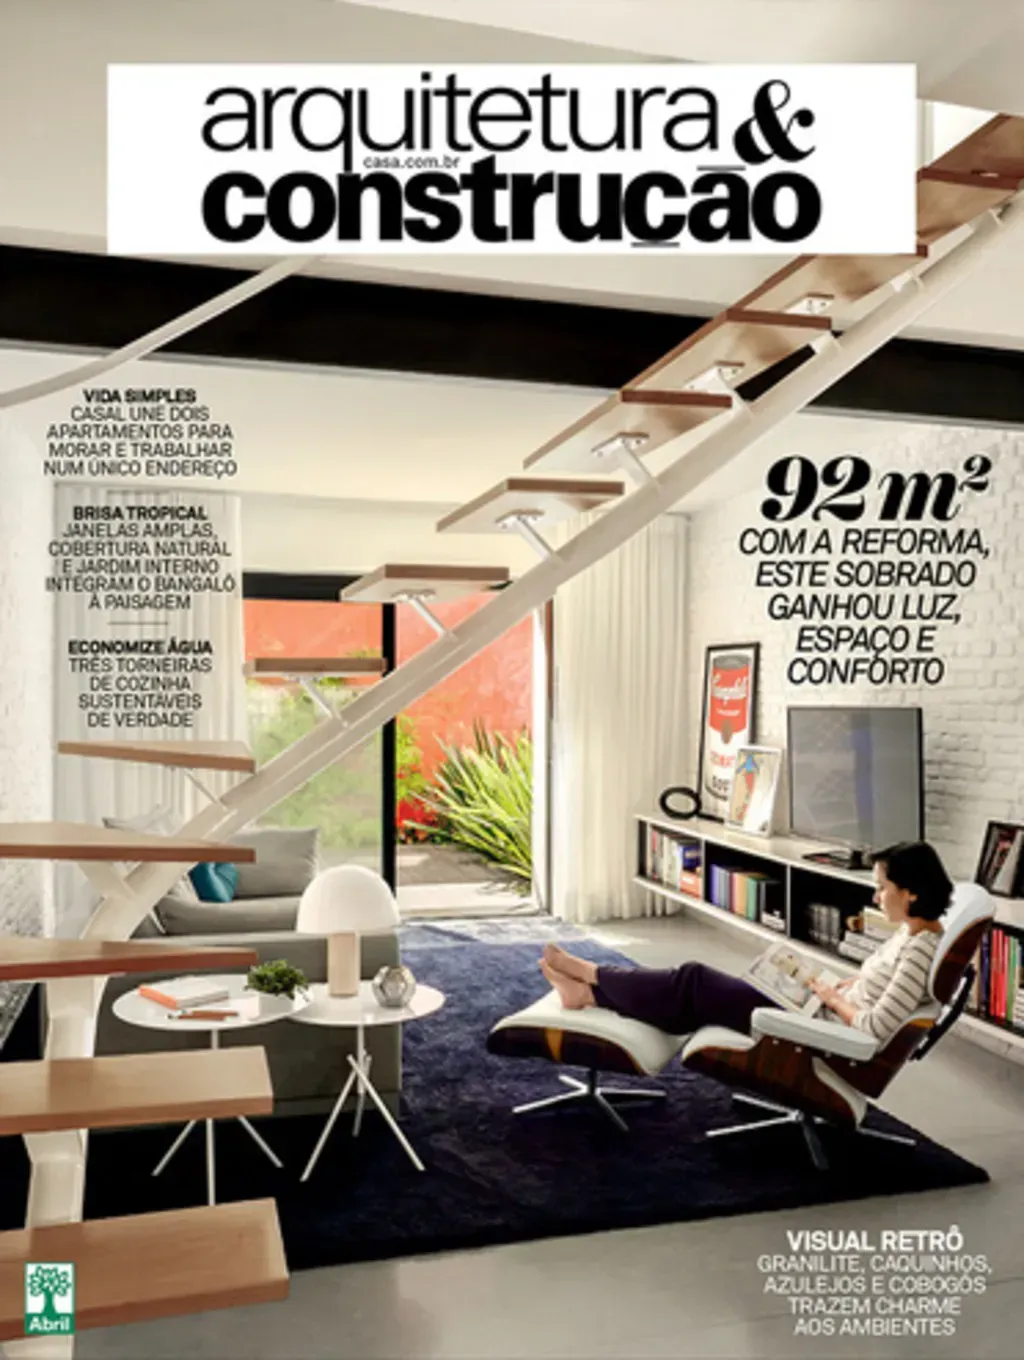 arquitetura &
casa.com.br
construção
VIDA SIMPLES
CASAL UNE DOIS
APARTAMENTOS PARA
MORAR E TRABALHAR
NUM ÚNICO ENDEREÇO
BRISA TROPICAL
JANELAS AMPLAS,
COBERTURA NATURAL
E JARDIM INTERNO
INTEGRAM O BANGALÔ
À PAISAGEM
ECONOMIZE ÁGUA
TRÊS TORNEIRAS
DE COZINHA
SUSTENTÁVEIS
DE VERDADE
92 m²
COM A REFORMA,
ESTE SOBRADO
GANHOU LUZ,
ESPAÇO E
CONFORTO
Campbell's
VISUAL RETRÔ
GRANILITE, CAQUINHOS,
AZULEJOS E COBOGÓS
TRAZEM CHARME
AOS AMBIENTES
Abril